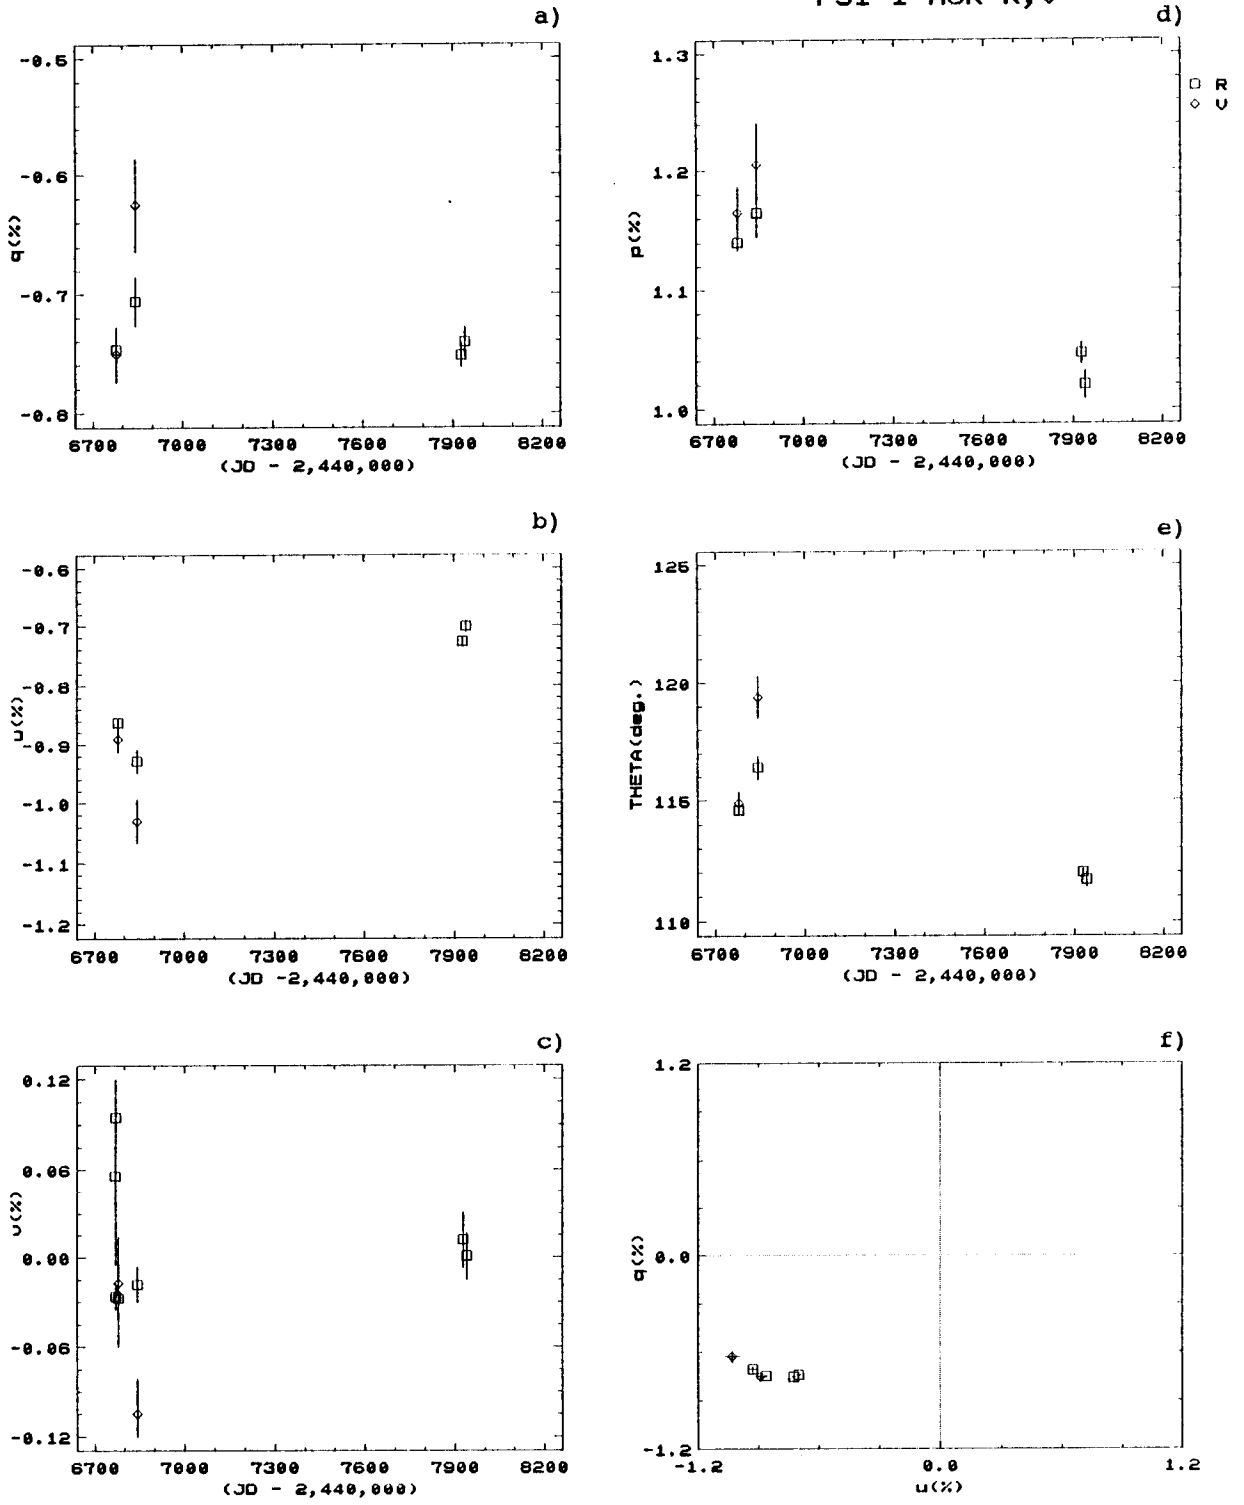 a)
-0.5
-0.6
-0.7
-0.8
q(%)
6700 7000 7300 7600 7900 8200
(JD - 2,440,000)
d)
1.3
1.2
1.1
1.0
p(%)
6700 7000 7300 7600 7900 8200
(JD - 2,440,000)
R
V
b)
-0.6
-0.7
-0.8
-0.9
-1.0
-1.1
-1.2
u(%)
6700 7000 7300 7600 7900 8200
(JD -2,440,000)
e)
125
120
115
110
THETA(deg.)
6700 7000 7300 7600 7900 8200
(JD - 2,440,000)
c)
0.12
0.06
0.00
-0.06
-0.12
v(%)
6700 7000 7300 7600 7900 8200
(JD - 2,440,000)
f)
1.2
0.0
-1.2
q(%)
-1.2 0.0 1.2
u(%)